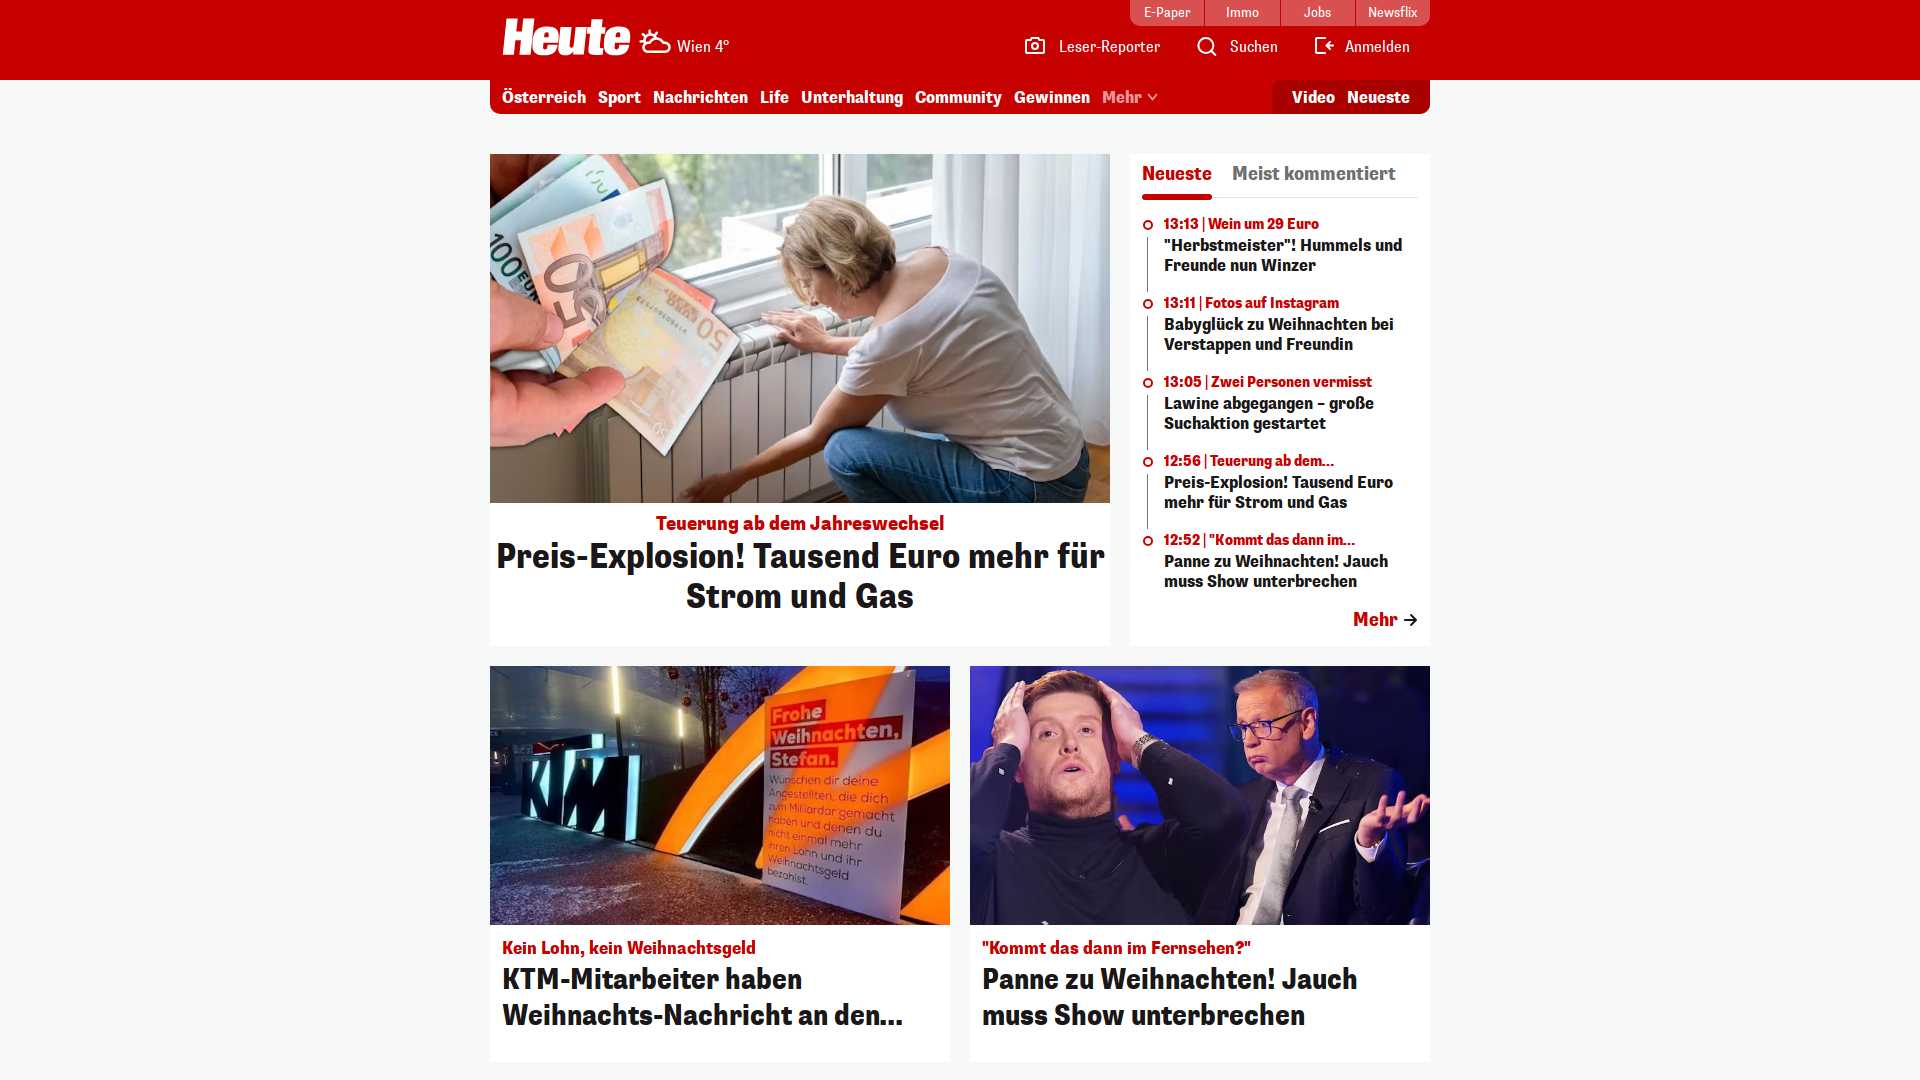 E-Paper
Immo
Jobs
Newsflix
Heute
Wien 4°
Leser-Reporter
Suchen
Anmelden
Österreich
Sport
Nachrichten
Life
Unterhaltung
Community
Gewinnen
Mehr
Video
Neueste
100 EUR
50
50
Teuerung ab dem Jahreswechsel
Preis-Explosion! Tausend Euro mehr für
Strom und Gas
Neueste
Meist kommentiert
13:13 | Wein um 29 Euro
"Herbstmeister"! Hummels und
Freunde nun Winzer
13:11 | Fotos auf Instagram
Babyglück zu Weihnachten bei
Verstappen und Freundin
13:05 | Zwei Personen vermisst
Lawine abgegangen – große
Suchaktion gestartet
12:56 | Teuerung ab dem...
Preis-Explosion! Tausend Euro
mehr für Strom und Gas
12:52 | "Kommt das dann im...
Panne zu Weihnachten! Jauch
muss Show unterbrechen
Mehr
KTM
Frohe
Weihnachten,
Stefan.
Wünschen dir deine
Angestellten, die dich
zum Milliardär gemacht
haben und denen du
nicht einmal mehr
ihren Lohn und ihr
Weihnachtsgeld
bezahlst.
Kein Lohn, kein Weihnachtsgeld
KTM-Mitarbeiter haben
Weihnachts-Nachricht an den...
"Kommt das dann im Fernsehen?"
Panne zu Weihnachten! Jauch
muss Show unterbrechen